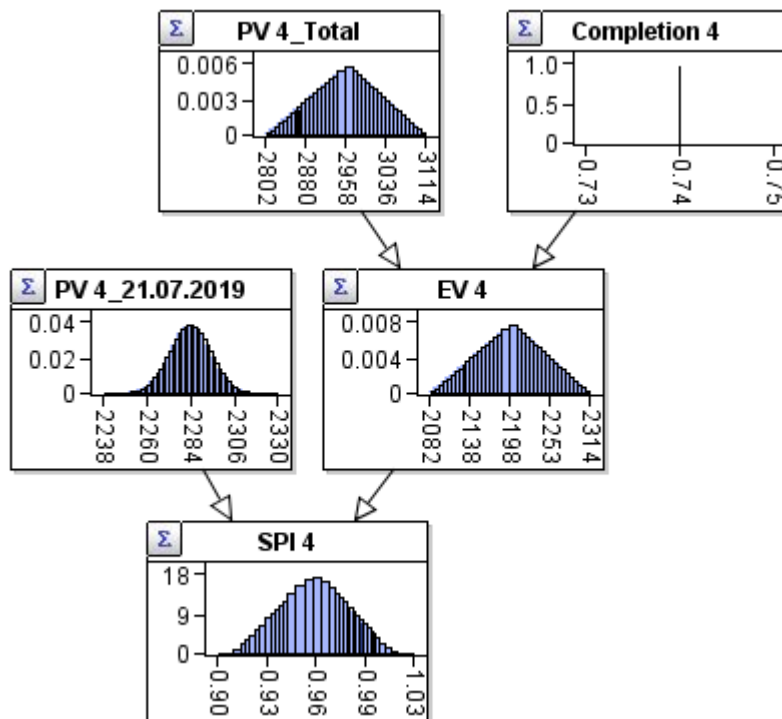 Σ PV 4_Total
0.006
0.003
0
2802 2880 2958 3036 3114
Σ Completion 4
1.0
0.5
0
0.73 0.74 0.75
Σ PV 4_21.07.2019
0.04
0.02
0
2238 2260 2284 2306 2330
Σ EV 4
0.008
0.004
0
2082 2138 2198 2253 2314
Σ SPI 4
18
9
0
0.90 0.93 0.96 0.99 1.03